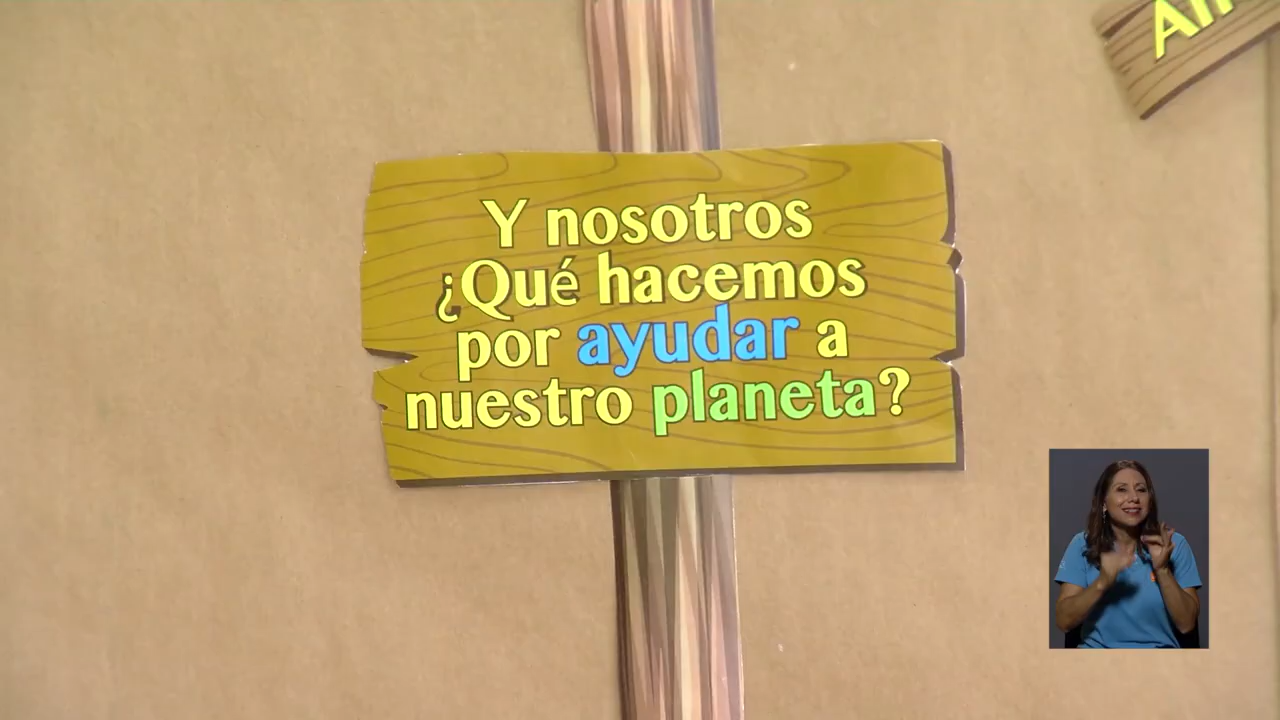 Y nosotros
¿Qué hacemos
por ayudar a
nuestro planeta?